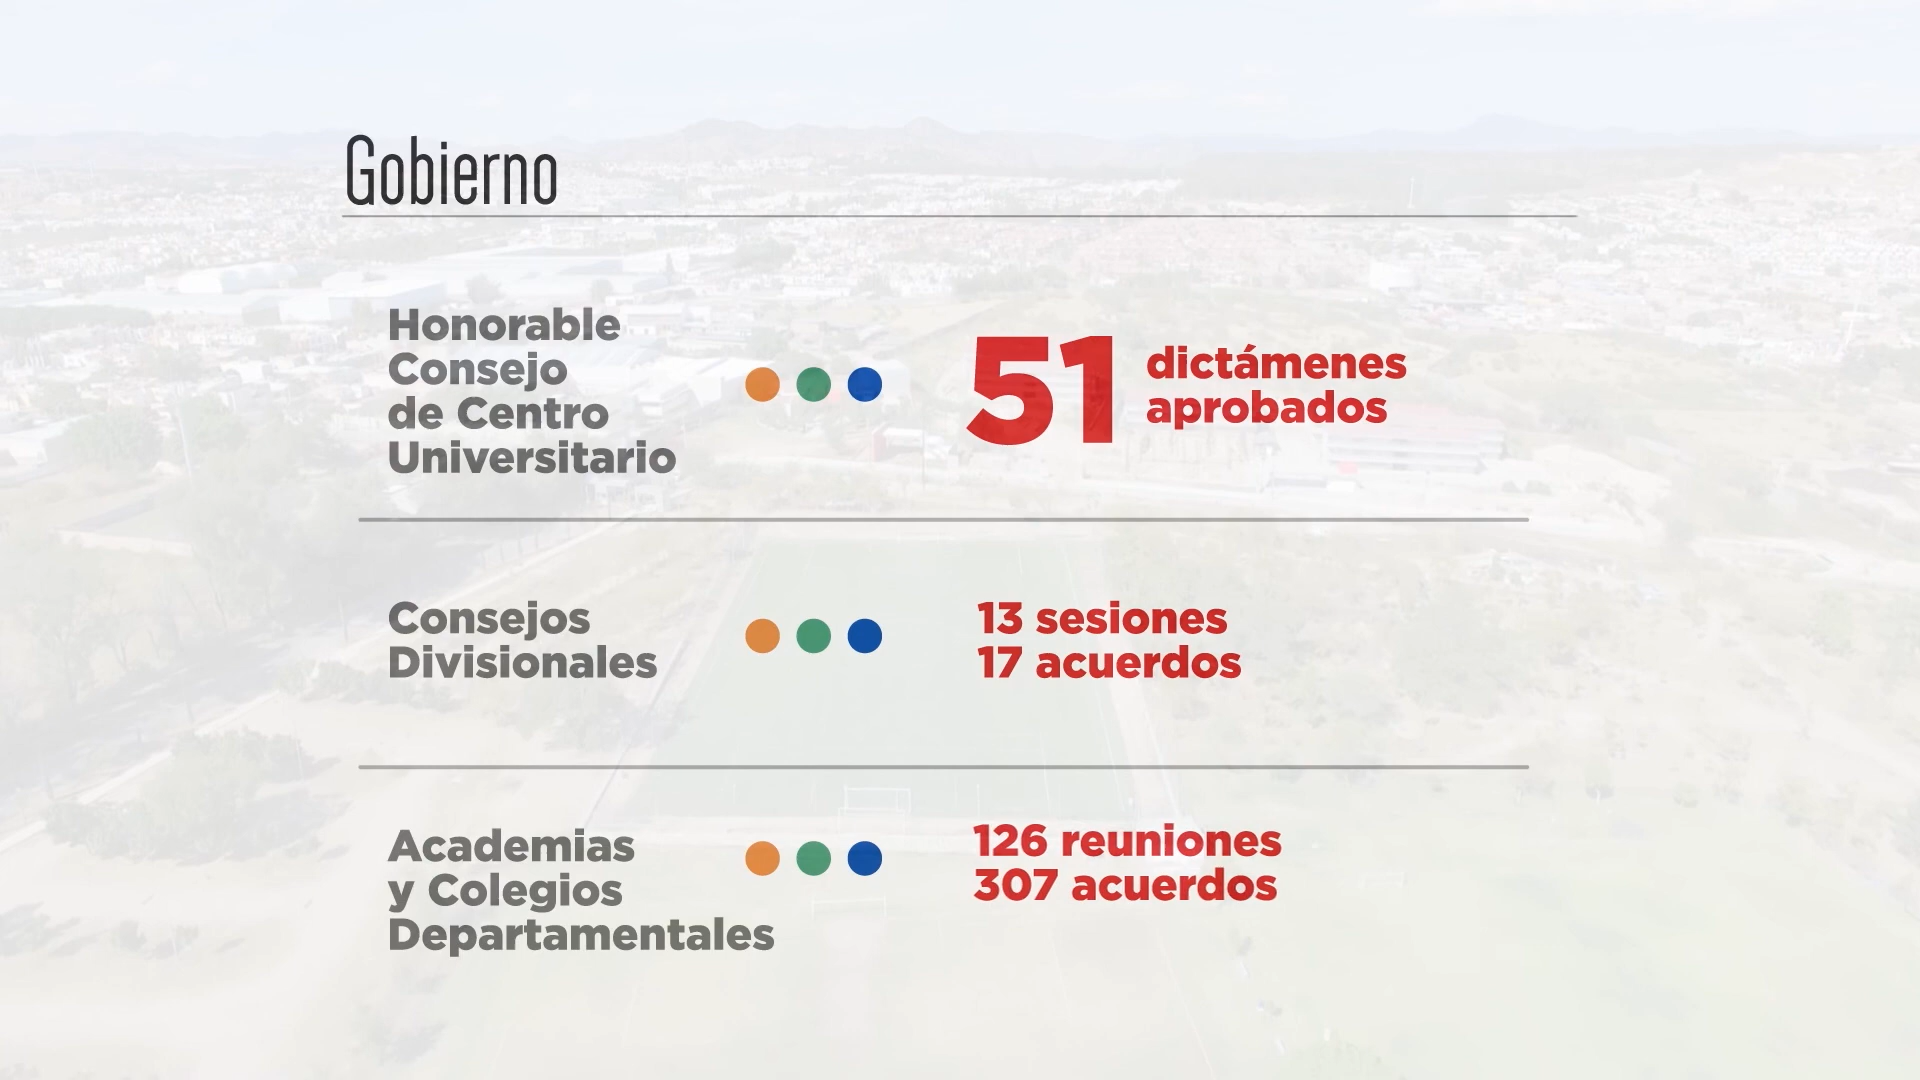 Gobierno
Honorable
Consejo
de Centro
Universitario
51
dictámenes
aprobados
Consejos
Divisionales
13 sesiones
17 acuerdos
Academias
y Colegios
Departamentales
126 reuniones
307 acuerdos